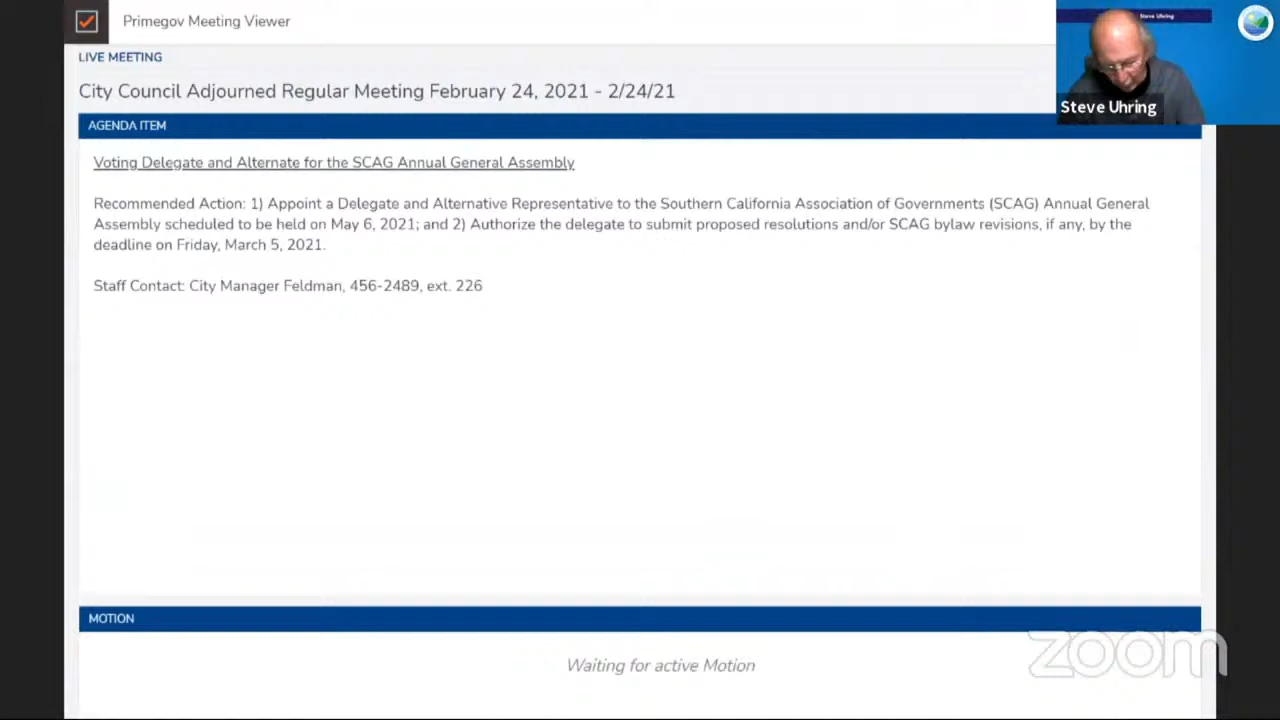 Primegov Meeting Viewer
Steve Uhring
LIVE MEETING
City Council Adjourned Regular Meeting February 24, 2021 - 2/24/21
Steve Uhring
AGENDA ITEM
Voting Delegate and Alternate for the SCAG Annual General Assembly
Recommended Action: 1) Appoint a Delegate and Alternative Representative to the Southern California Association of Governments (SCAG) Annual General
Assembly scheduled to be held on May 6, 2021; and 2) Authorize the delegate to submit proposed resolutions and/or SCAG bylaw revisions, if any, by the
deadline on Friday, March 5, 2021.
Staff Contact: City Manager Feldman, 456-2489, ext. 226
MOTION
Waiting for active Motion
zoom